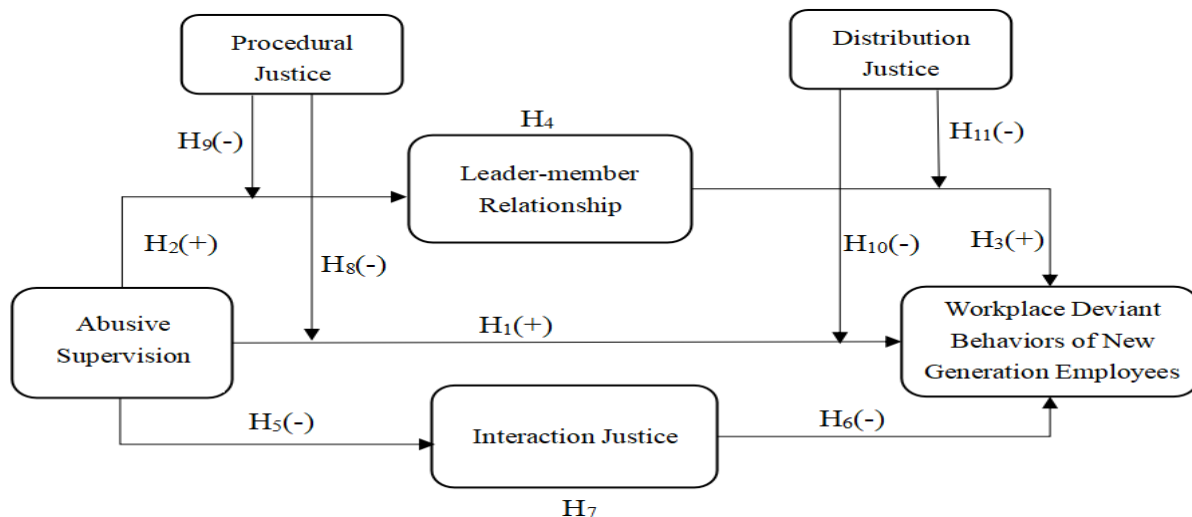 Procedural
Justice
Distribution
Justice
H₉(-)
H₄
H₁₁(-)
Leader-member
Relationship
H₂(+)
H₈(-)
H₁₀(-)
H₃(+)
Abusive
Supervision
H₁(+)
Workplace Deviant
Behaviors of New
Generation Employees
H₅(-)
Interaction Justice
H₆(-)
H₇